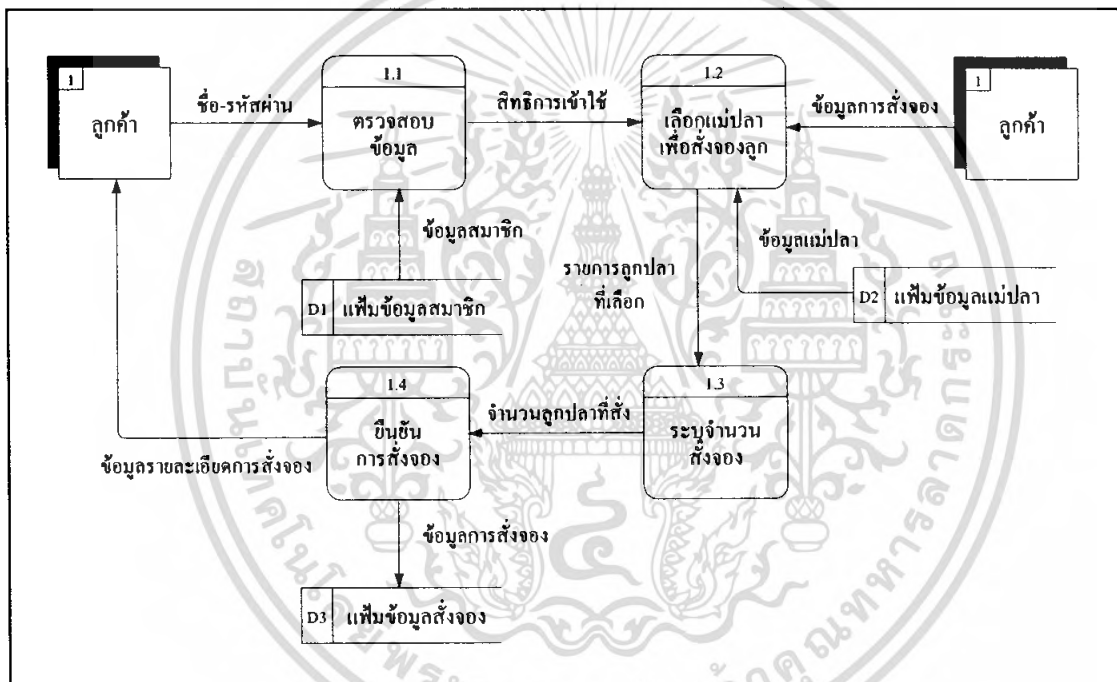 1
ลูกค้า
ชื่อ-รหัสผ่าน
1.1
ตรวจสอบ
ข้อมูล
สิทธิการเข้าใช้
1.2
เลือกแม่ปลา
เพื่อสั่งจองลูก
ข้อมูลการสั่งจอง
1
ลูกค้า
ข้อมูลสมาชิก
D1 แฟ้มข้อมูลสมาชิก
รายการลูกปลา
ที่เลือก
ข้อมูลแม่ปลา
D2 แฟ้มข้อมูลแม่ปลา
1.4
ยืนยัน
การสั่งจอง
จำนวนลูกปลาที่สั่ง
1.3
ระบุจำนวน
สั่งจอง
ข้อมูลรายละเอียดการสั่งจอง
ข้อมูลการสั่งจอง
D3 แฟ้มข้อมูลสั่งจอง